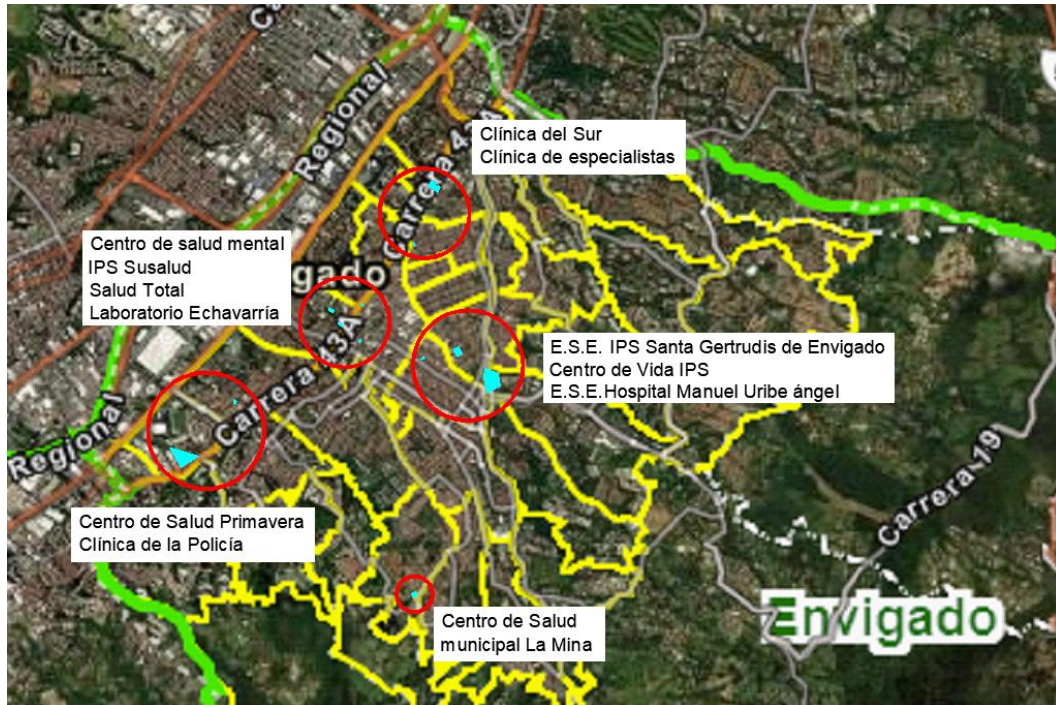 Regional
Carrera 43A
Clínica del Sur
Clínica de especialistas
Centro de salud mental
IPS Susalud
Salud Total
Laboratorio Echavarría
Carrera 43A
E.S.E. IPS Santa Gertrudis de Envigado
Centro de Vida IPS
E.S.E.Hospital Manuel Uribe ángel
Regional
Carrera 19
Centro de Salud Primavera
Clínica de la Policía
Centro de Salud
municipal La Mina
Envigado